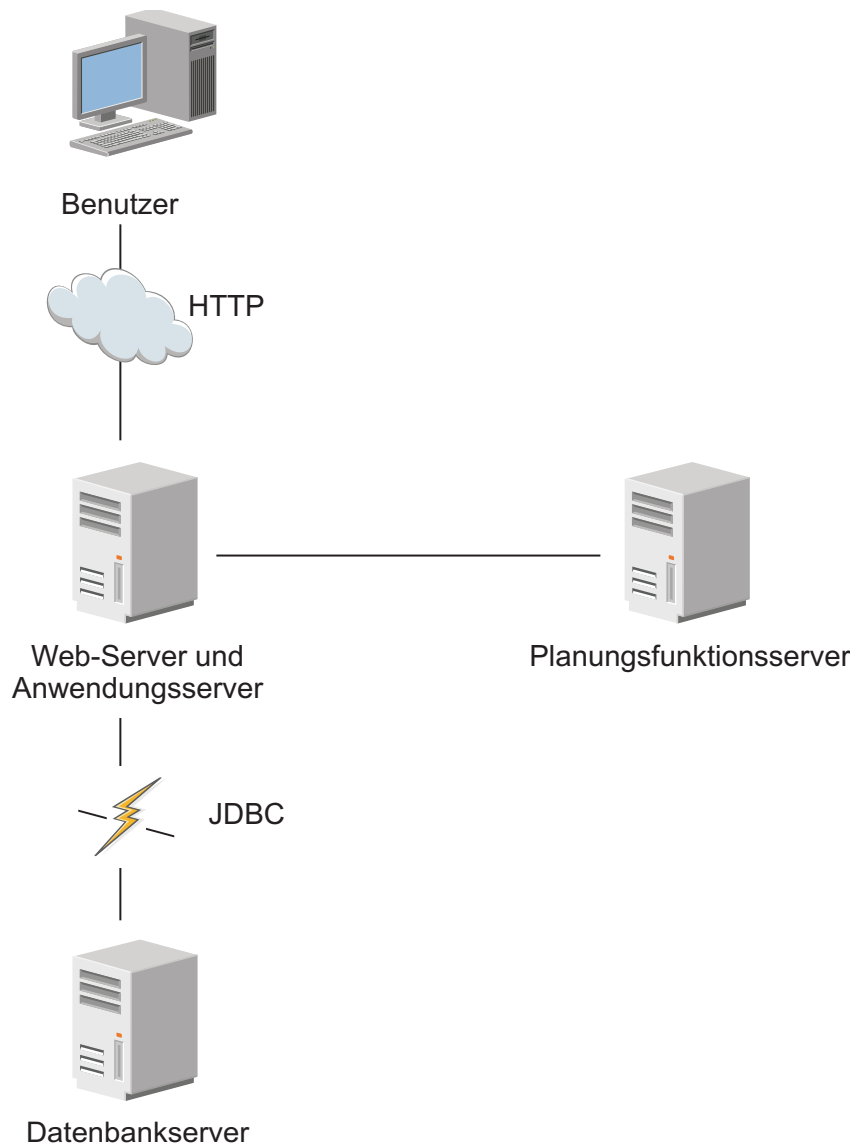 Benutzer
HTTP
Web-Server und
Anwendungsserver
Planungsfunktionsserver
JDBC
Datenbankserver